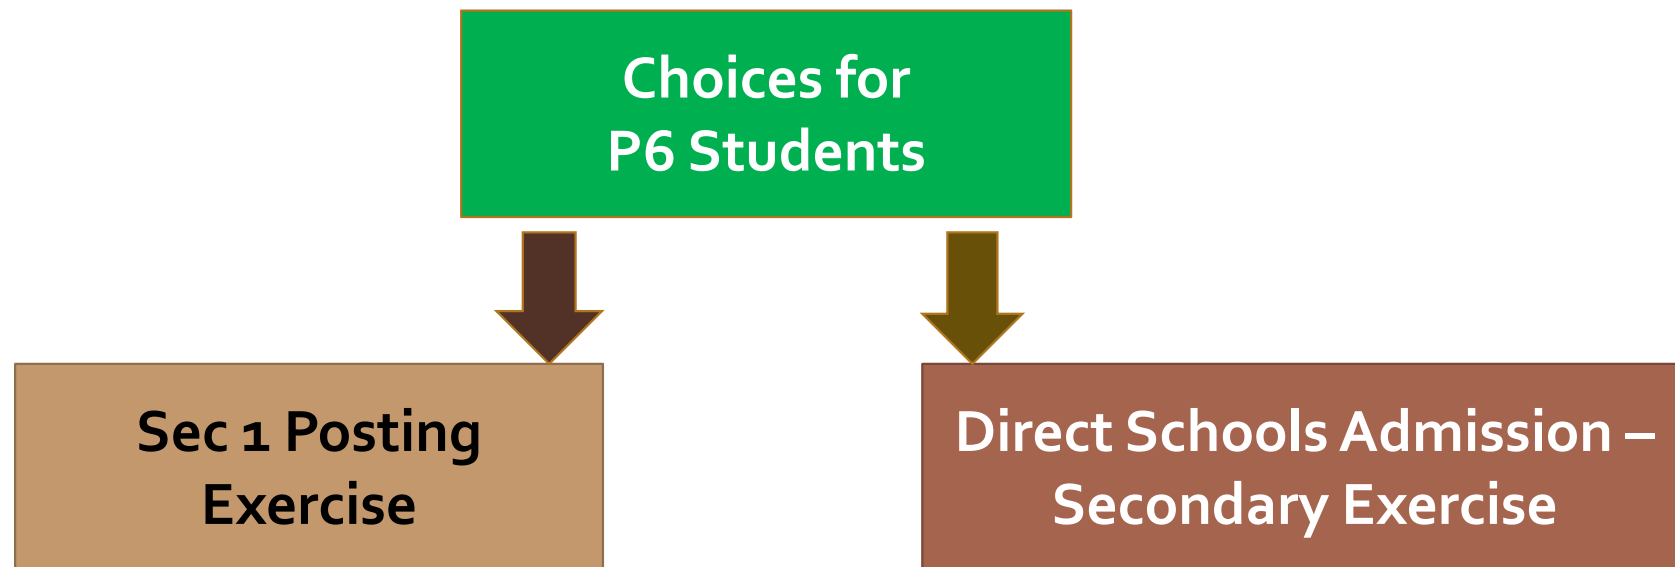 Choices for
P6 Students
Sec 1 Posting
Exercise
Direct Schools Admission –
Secondary Exercise